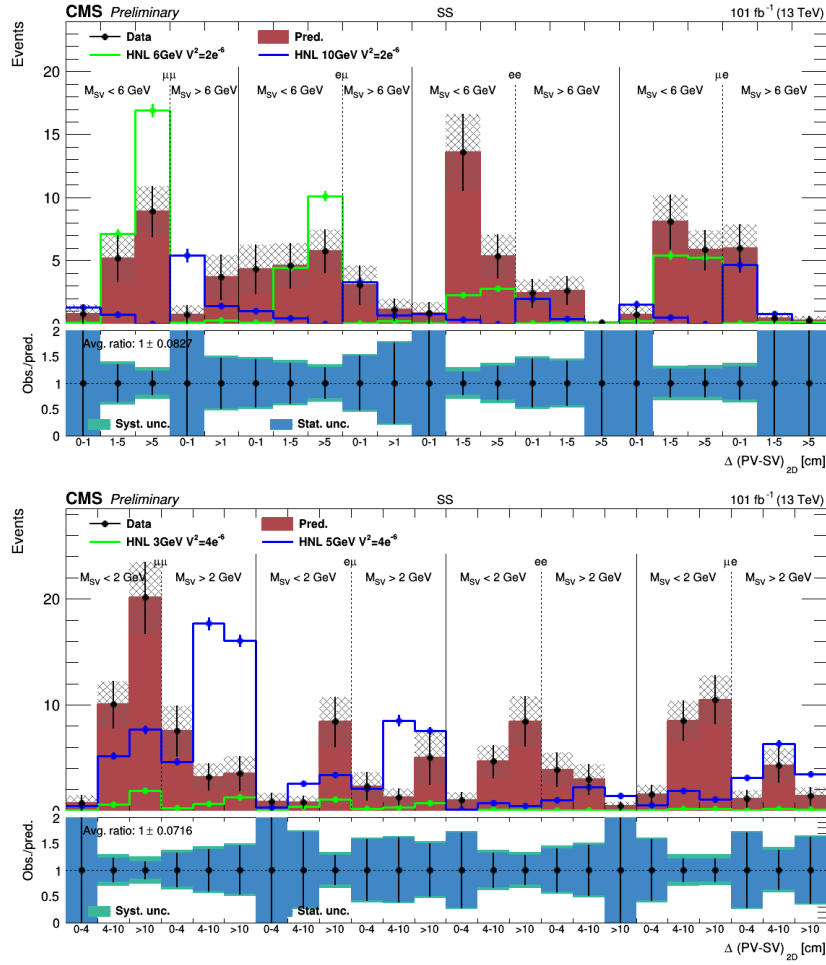 CMS Preliminary SS 101 fb⁻¹ (13 TeV)
Data Pred.
HNL 6GeV V²=2e⁻⁶ HNL 10GeV V²=2e⁻⁶
Events
20
15
10
5
0
μμ eμ ee μe
M_SV < 6 GeV M_SV > 6 GeV M_SV < 6 GeV M_SV > 6 GeV M_SV < 6 GeV M_SV > 6 GeV M_SV < 6 GeV M_SV > 6 GeV
Obs./pred.
2
1.5
1
0.5
0
Avg. ratio: 1 ± 0.0827
Syst. unc. Stat. unc.
0-1 1-5 >5 0-1 >1 0-1 1-5 >5 0-1 >1 0-1 1-5 >5 0-1 1-5 >5 0-1 1-5 >5 0-1 1-5 >5
Δ (PV-SV)_2D [cm]
CMS Preliminary SS 101 fb⁻¹ (13 TeV)
Data Pred.
HNL 3GeV V²=4e⁻⁶ HNL 5GeV V²=4e⁻⁶
Events
20
10
0
μμ eμ ee μe
M_SV < 2 GeV M_SV > 2 GeV M_SV < 2 GeV M_SV > 2 GeV M_SV < 2 GeV M_SV > 2 GeV M_SV < 2 GeV M_SV > 2 GeV
Obs./pred.
2
1.5
1
0.5
0
Avg. ratio: 1 ± 0.0716
Syst. unc. Stat. unc.
0-4 4-10 >10 0-4 4-10 >10 0-4 4-10 >10 0-4 4-10 >10 0-4 4-10 >10 0-4 4-10 >10 0-4 4-10 >10 0-4 4-10 >10
Δ (PV-SV)_2D [cm]